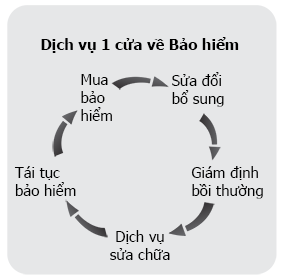 Dịch vụ 1 cửa về Bảo hiểm
Mua
bảo
hiểm
Sửa đổi
bổ sung
Giám định
bồi thường
Dịch vụ
sửa chữa
Tái tục
bảo hiểm